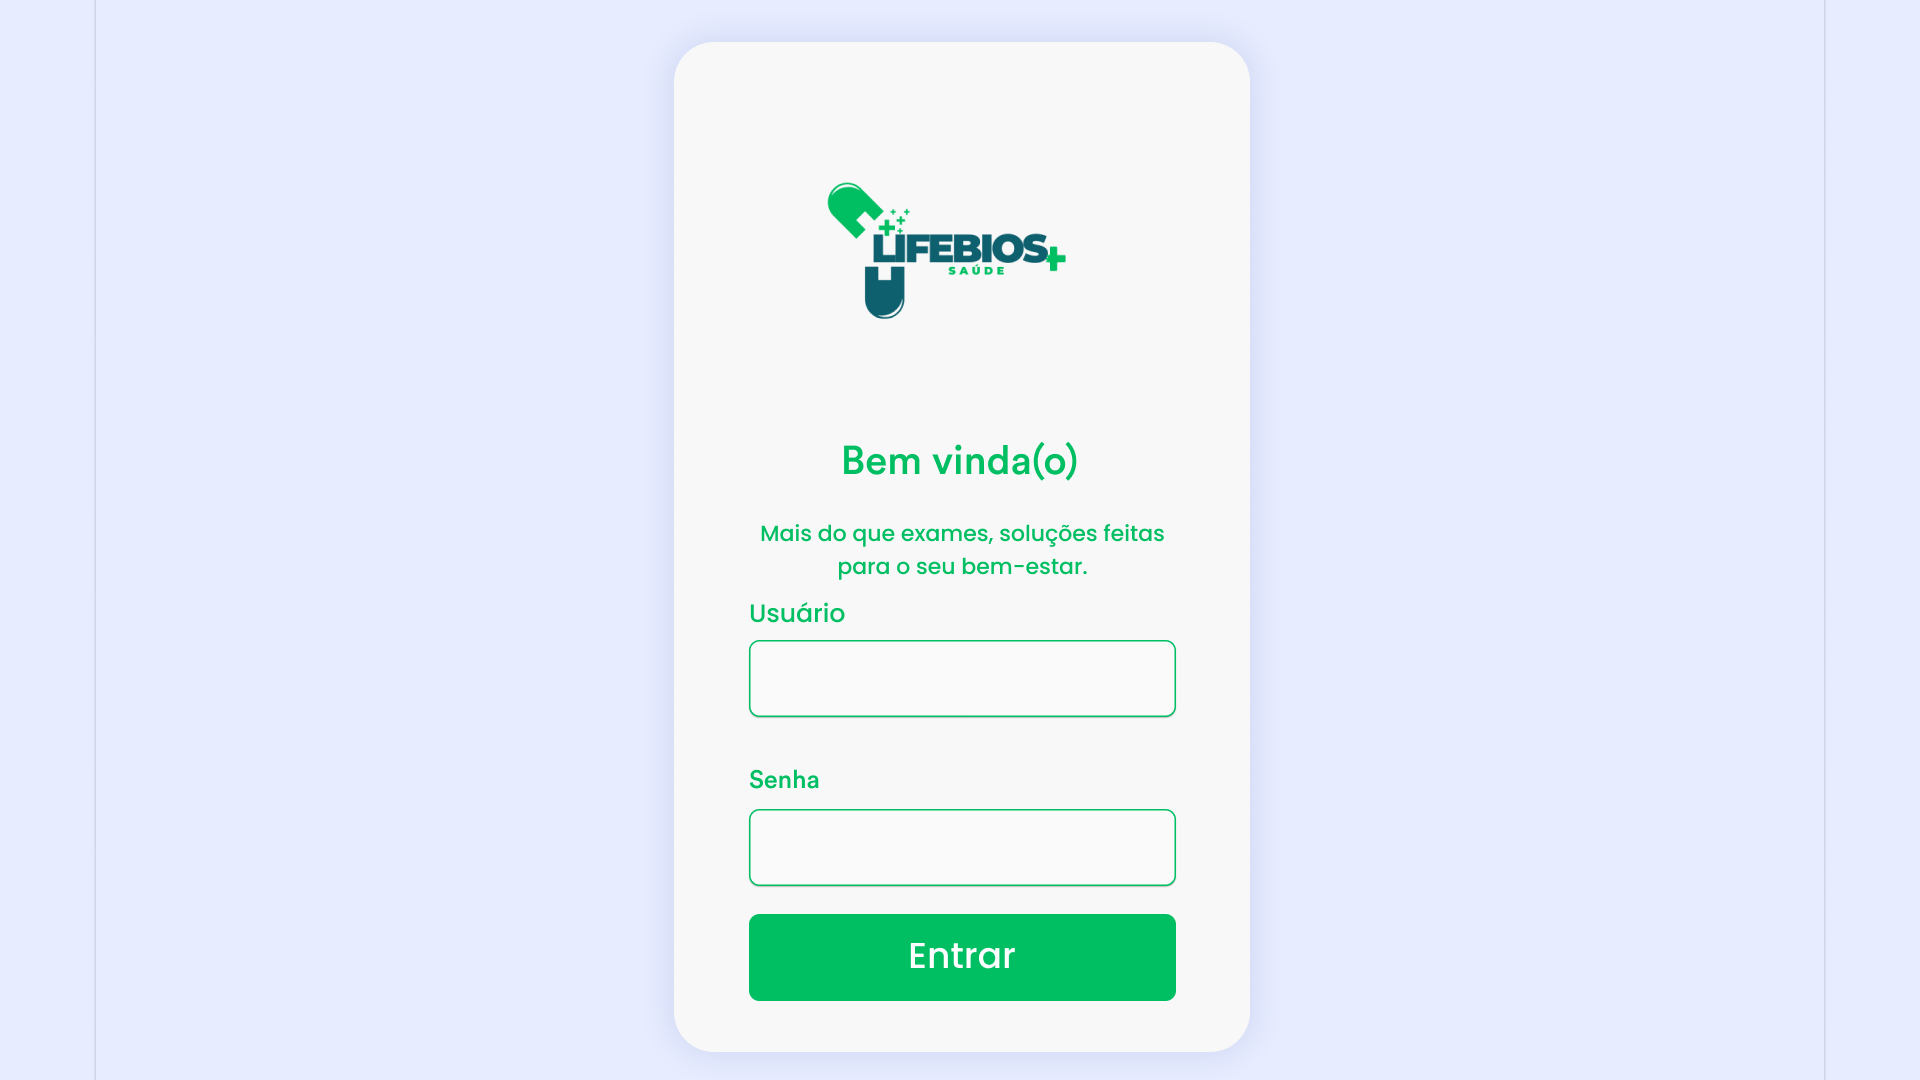 LIFEBIOS+
SAÚDE
Bem vinda(o)
Mais do que exames, soluções feitas
para o seu bem-estar.
Usuário
Senha
Entrar